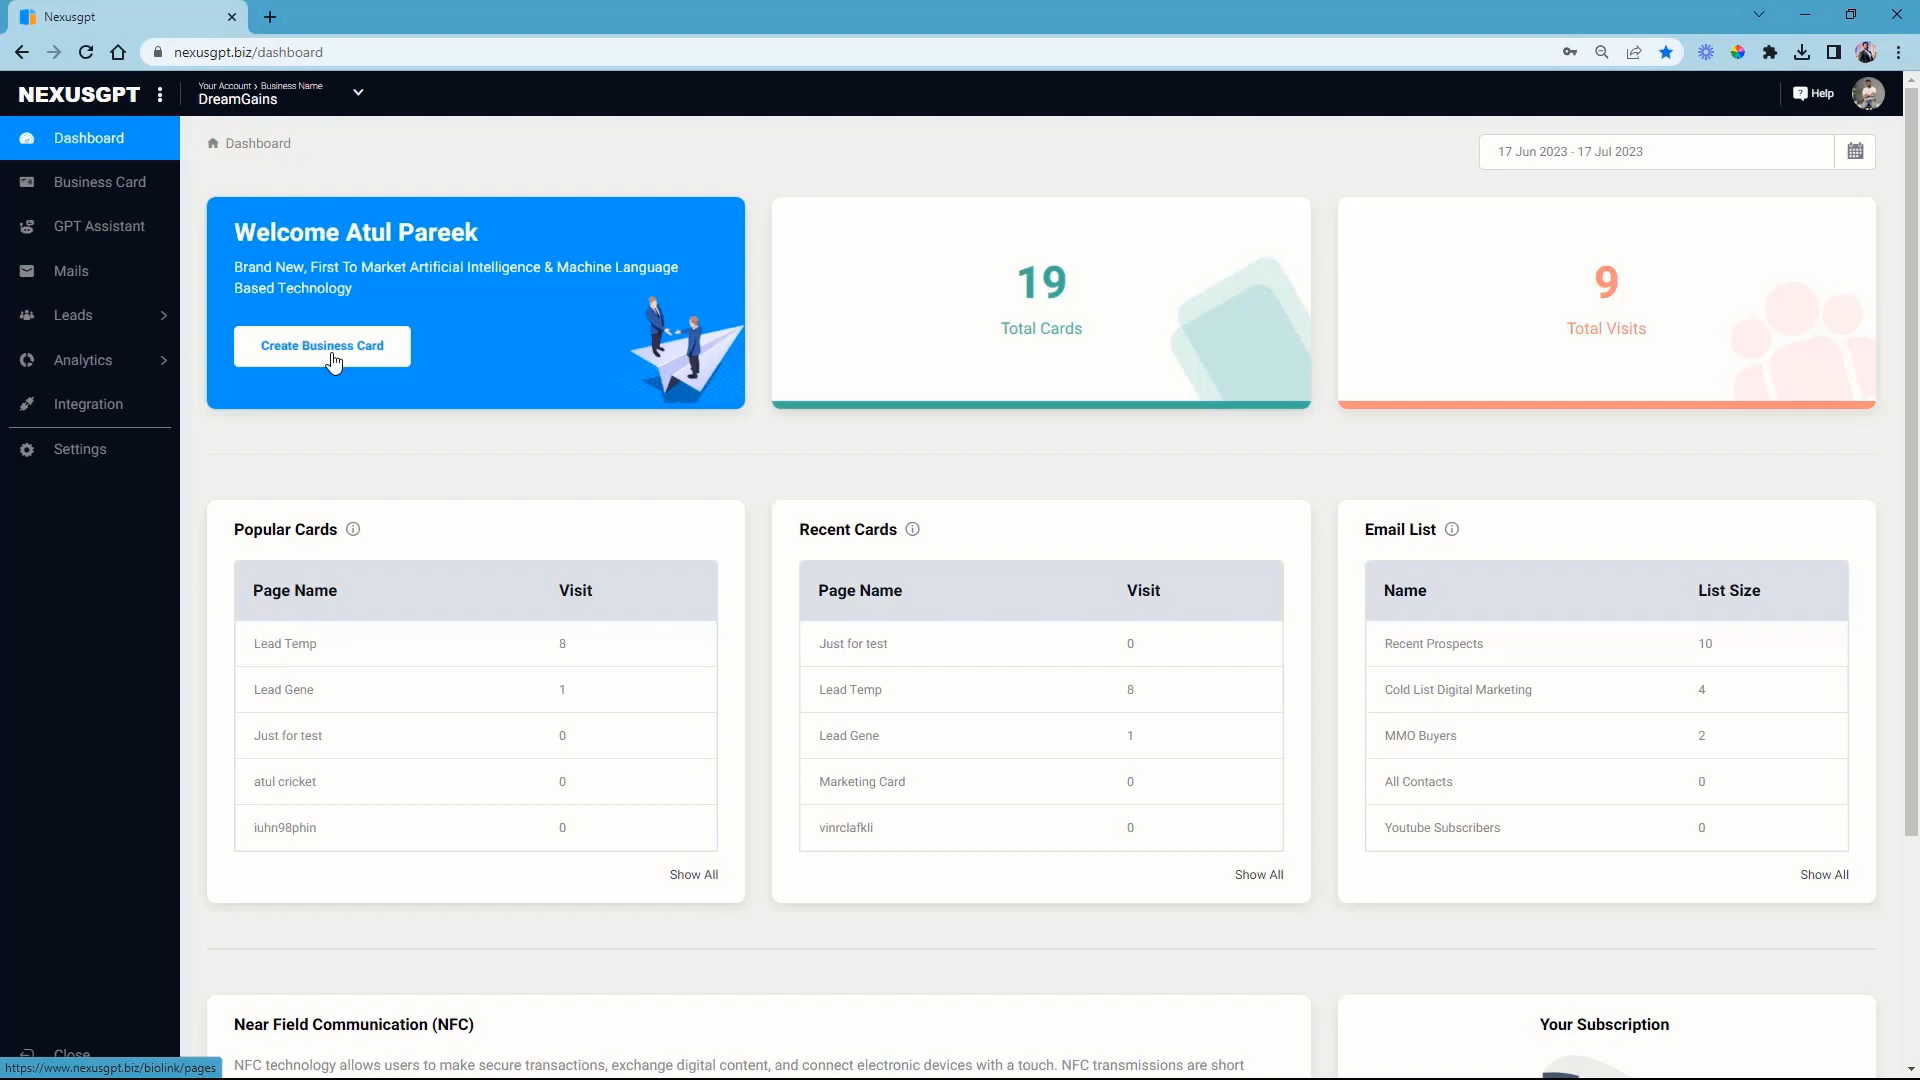 Nexusgpt
nexusgpt.biz/dashboard
NEXUSGPT
Your Account > Business Name
DreamGains
Help
Dashboard
Business Card
GPT Assistant
Mails
Leads
Analytics
Integration
Settings
Close
Dashboard
17 Jun 2023 - 17 Jul 2023
Welcome Atul Pareek
Brand New, First To Market Artificial Intelligence & Machine Language
Based Technology
Create Business Card
19
Total Cards
9
Total Visits
Popular Cards
Page Name Visit
Lead Temp 8
Lead Gene 1
Just for test 0
atul cricket 0
iuhn98phin 0
Show All
Recent Cards
Page Name Visit
Just for test 0
Lead Temp 8
Lead Gene 1
Marketing Card 0
vinrclafkli 0
Show All
Email List
Name List Size
Recent Prospects 10
Cold List Digital Marketing 4
MMO Buyers 2
All Contacts 0
Youtube Subscribers 0
Show All
Near Field Communication (NFC)
NFC technology allows users to make secure transactions, exchange digital content, and connect electronic devices with a touch. NFC transmissions are short
Your Subscription
https://www.nexusgpt.biz/biolink/pages